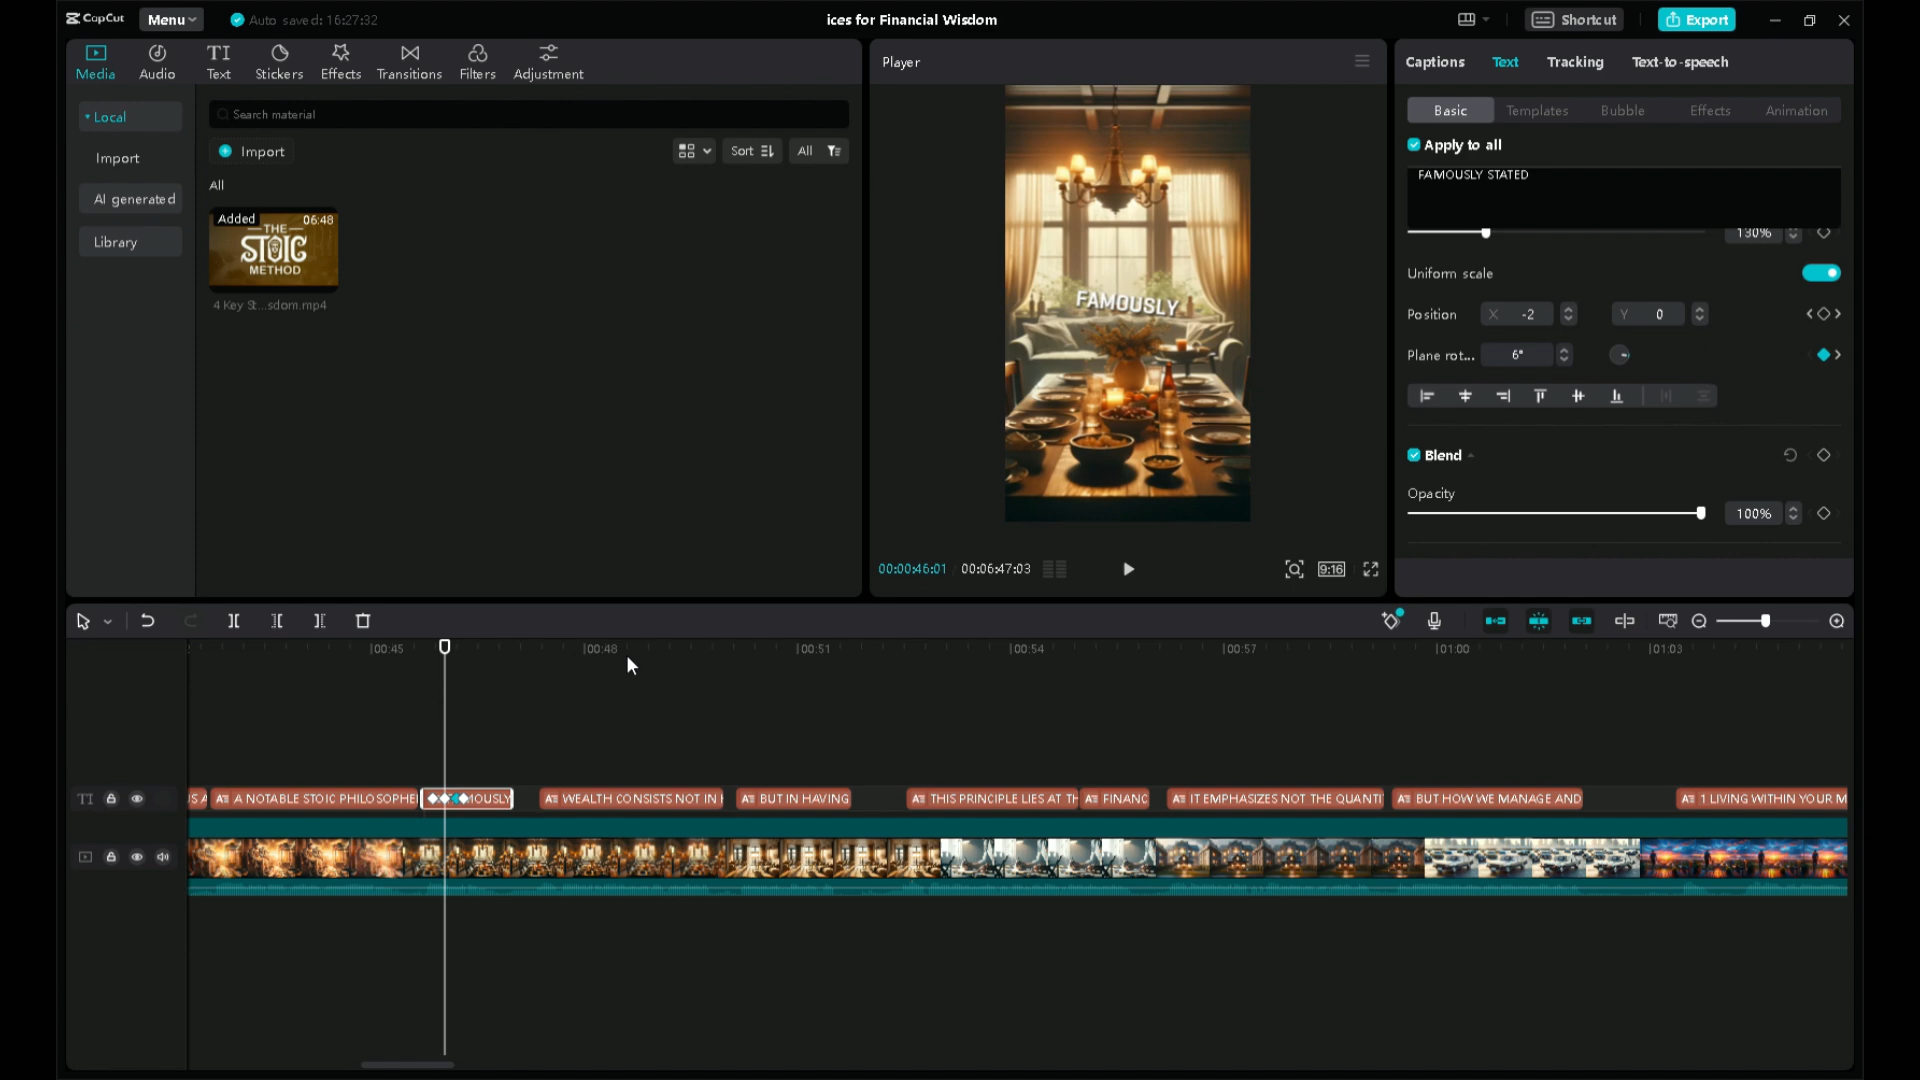 CapCut
Menu
Auto saved: 16:27:32
ices for Financial Wisdom
Shortcut
Export
Media
Audio
Text
Stickers
Effects
Transitions
Filters
Adjustment
Local
Import
AI generated
Library
Search material
Import
Sort
All
All
Added
06:48
THE
STOIC
METHOD
4 Key St...sdom.mp4
Player
FAMOUSLY
00:00:46:01
00:06:47:03
9:16
Captions
Text
Tracking
Text-to-speech
Basic
Templates
Bubble
Effects
Animation
Apply to all
FAMOUSLY STATED
130%
Uniform scale
Position
X
-2
Y
0
Plane rot...
6°
Blend
Opacity
100%
00:45
00:48
00:51
00:54
00:57
01:00
01:03
TI
S A
A NOTABLE STOIC PHILOSOPHE
IOUSLY
WEALTH CONSISTS NOT IN
BUT IN HAVING
THIS PRINCIPLE LIES AT TH
FINANC
IT EMPHASIZES NOT THE QUANTI
BUT HOW WE MANAGE AND
1 LIVING WITHIN YOUR M